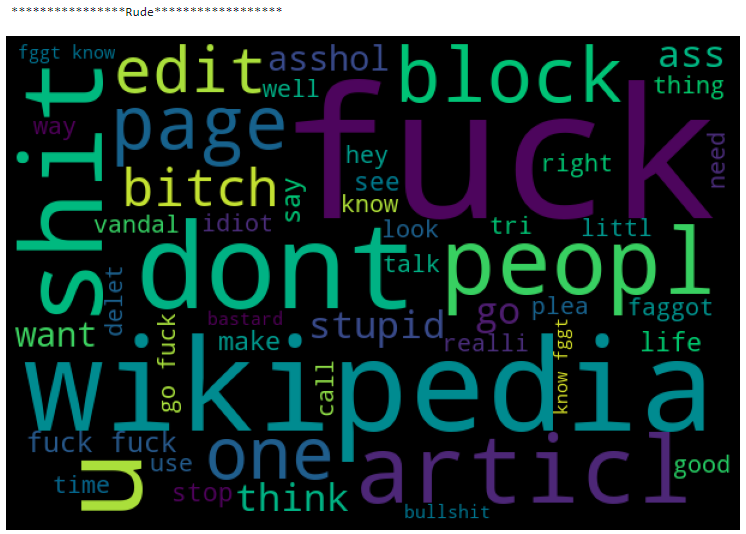 ***************Rude*****************
fggt know
edit
asshol
block
ass
well
thing
shit
page
fuck
way
hey
right
need
bitch
say
see
know
vandal
idiot
look
tri
littl
dont
talk
peopl
delet
want
bastard
stupid
go
plea
faggot
go fuck
make
realli
life
wikipedia
call
know fggt
fuck fuck
one
articl
u
use
good
time
stop
think
bullshit